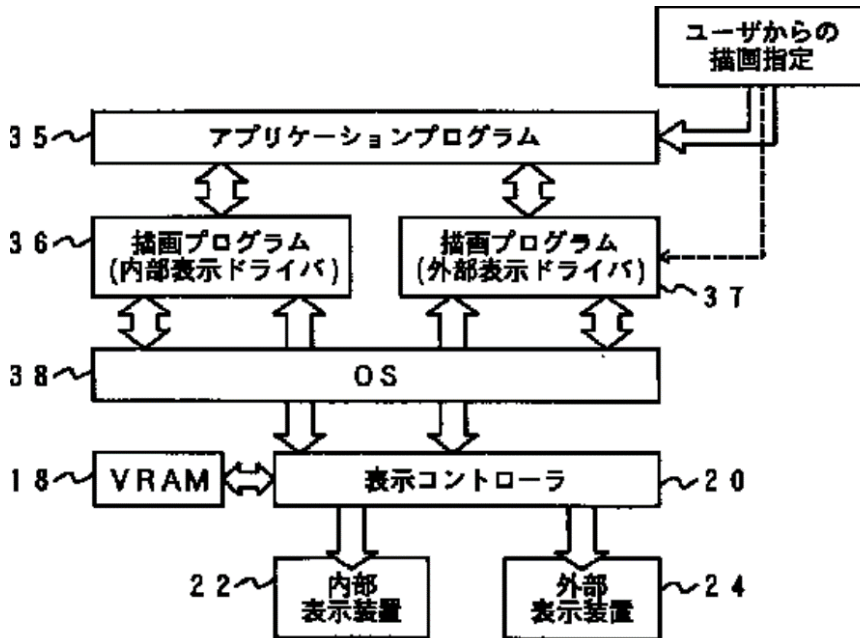 ユーザからの
描画指定
35
アプリケーションプログラム
36
描画プログラム
(内部表示ドライバ)
描画プログラム
(外部表示ドライバ)
37
38
OS
18
VRAM
表示コントローラ
20
22
内部
表示装置
外部
表示装置
24